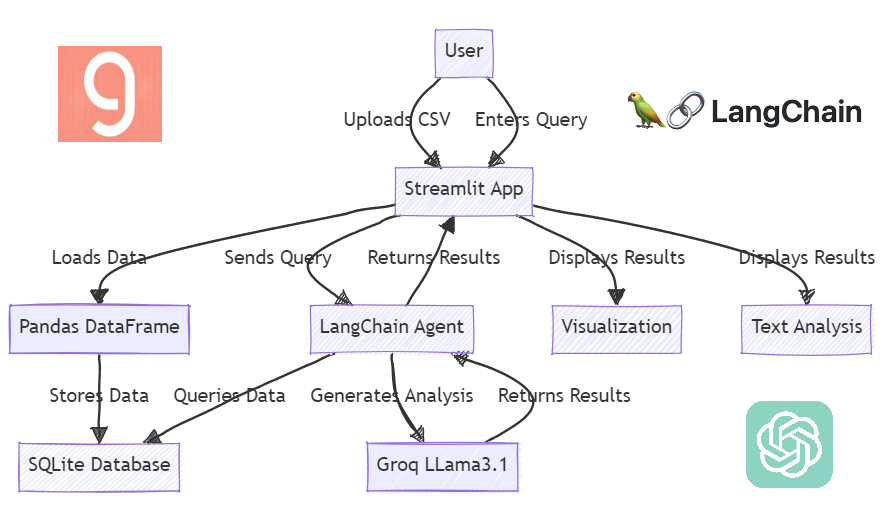 g
User
Uploads CSV
Enters Query
LangChain
Streamlit App
Loads Data
Sends Query
Returns Results
Displays Results
Displays Results
Pandas DataFrame
LangChain Agent
Visualization
Text Analysis
Stores Data
Queries Data
Generates Analysis
Returns Results
SQLite Database
Groq LLama3.1